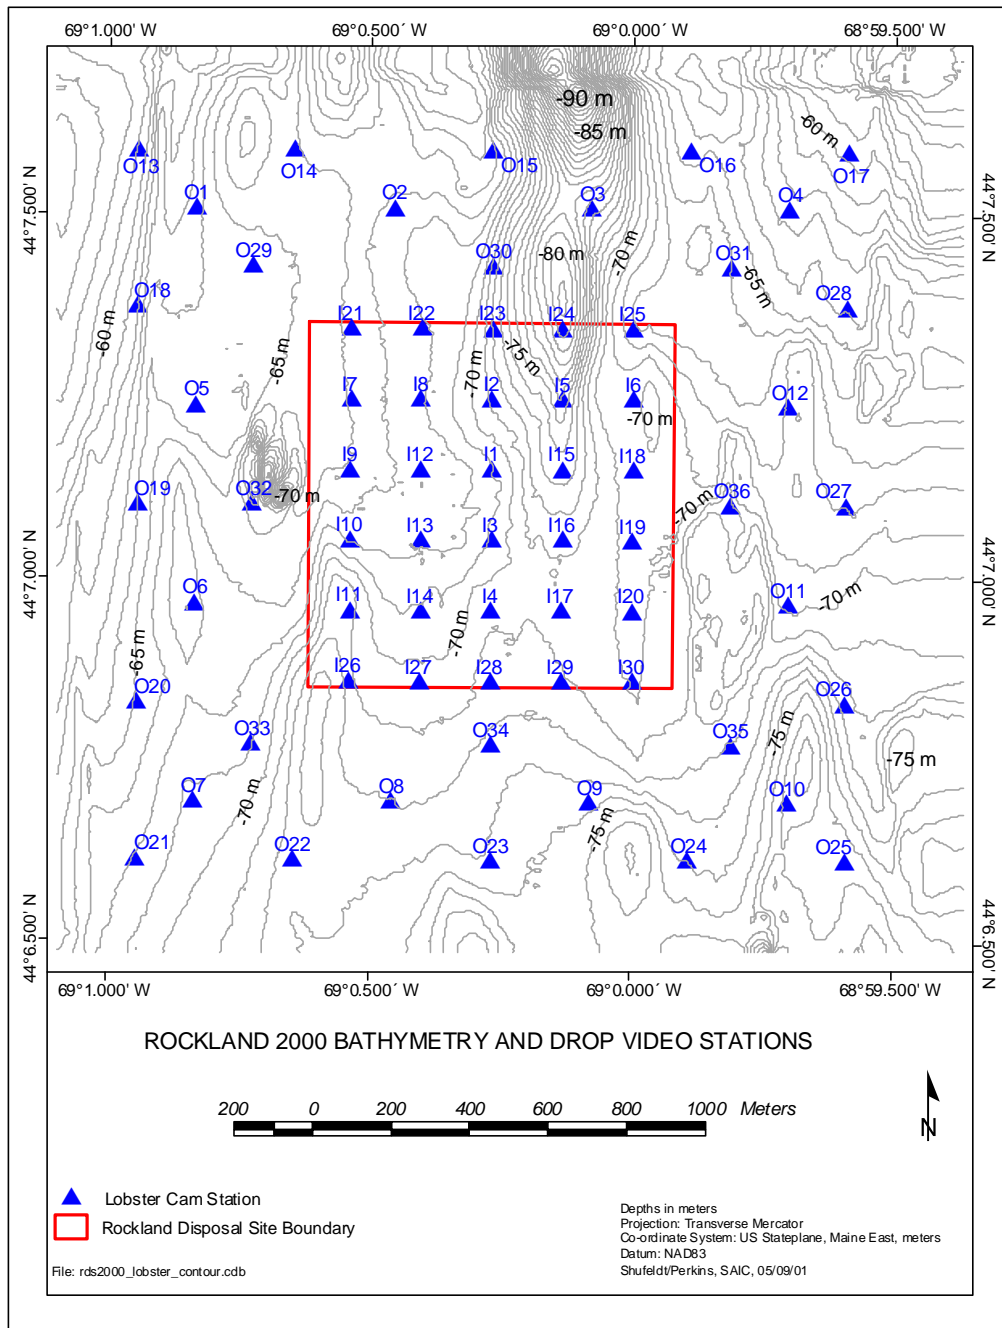 69°1.000' W 69°0.500' W 69°0.000' W 68°59.500' W
-90 m
-85 m
-60 m
O13 O14 O15 O16 O17
O1 O2 O3 O4
44°7.500' N 44°7.500' N
O29 O30 -80 m -70 m O31
-65 m
O18 O28
-60 m
I21 I22 I23 I24 I25
-65 m -70 m -75 m
O5 I7 I8 I2 I5 I6 O12
-70 m
I9 I12 I1 I15 I18
O19 O32 -70 m -70 m O36 O27
I10 I13 I3 I16 I19
44°7.000' N 44°7.000' N
O6 I11 I14 I4 I17 I20 O11 -70 m
-65 m -70 m
I26 I27 I28 I29 I30
O20 O26
O33 O34 O35 -75 m
-75 m
O7 -70 m O8 O9 O10
-75 m
O21 O22 O23 O24 O25
44°6.500' N 44°6.500' N
69°1.000' W 69°0.500' W 69°0.000' W 68°59.500' W
ROCKLAND 2000 BATHYMETRY AND DROP VIDEO STATIONS
200 0 200 400 600 800 1000 Meters
N
Lobster Cam Station
Rockland Disposal Site Boundary
File: rds2000_lobster_contour.cdb
Depths in meters
Projection: Transverse Mercator
Co-ordinate System: US Stateplane, Maine East, meters
Datum: NAD83
Shufeldt/Perkins, SAIC, 05/09/01